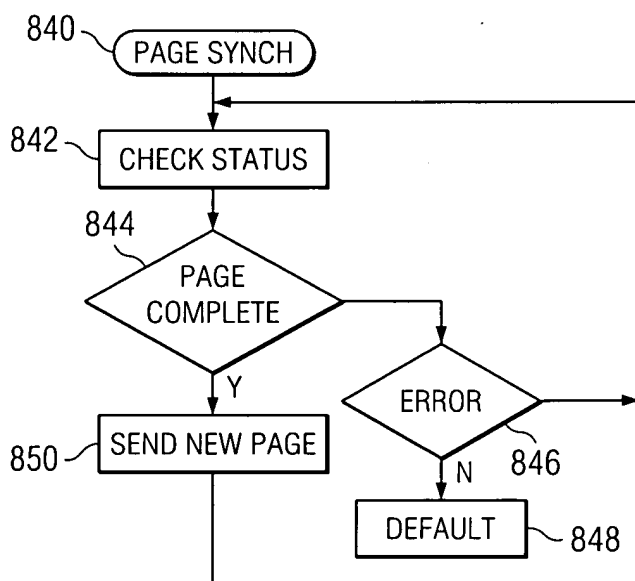 840
PAGE SYNCH
842
CHECK STATUS
844
PAGE
COMPLETE
Y
ERROR
846
N
850
SEND NEW PAGE
DEFAULT
848